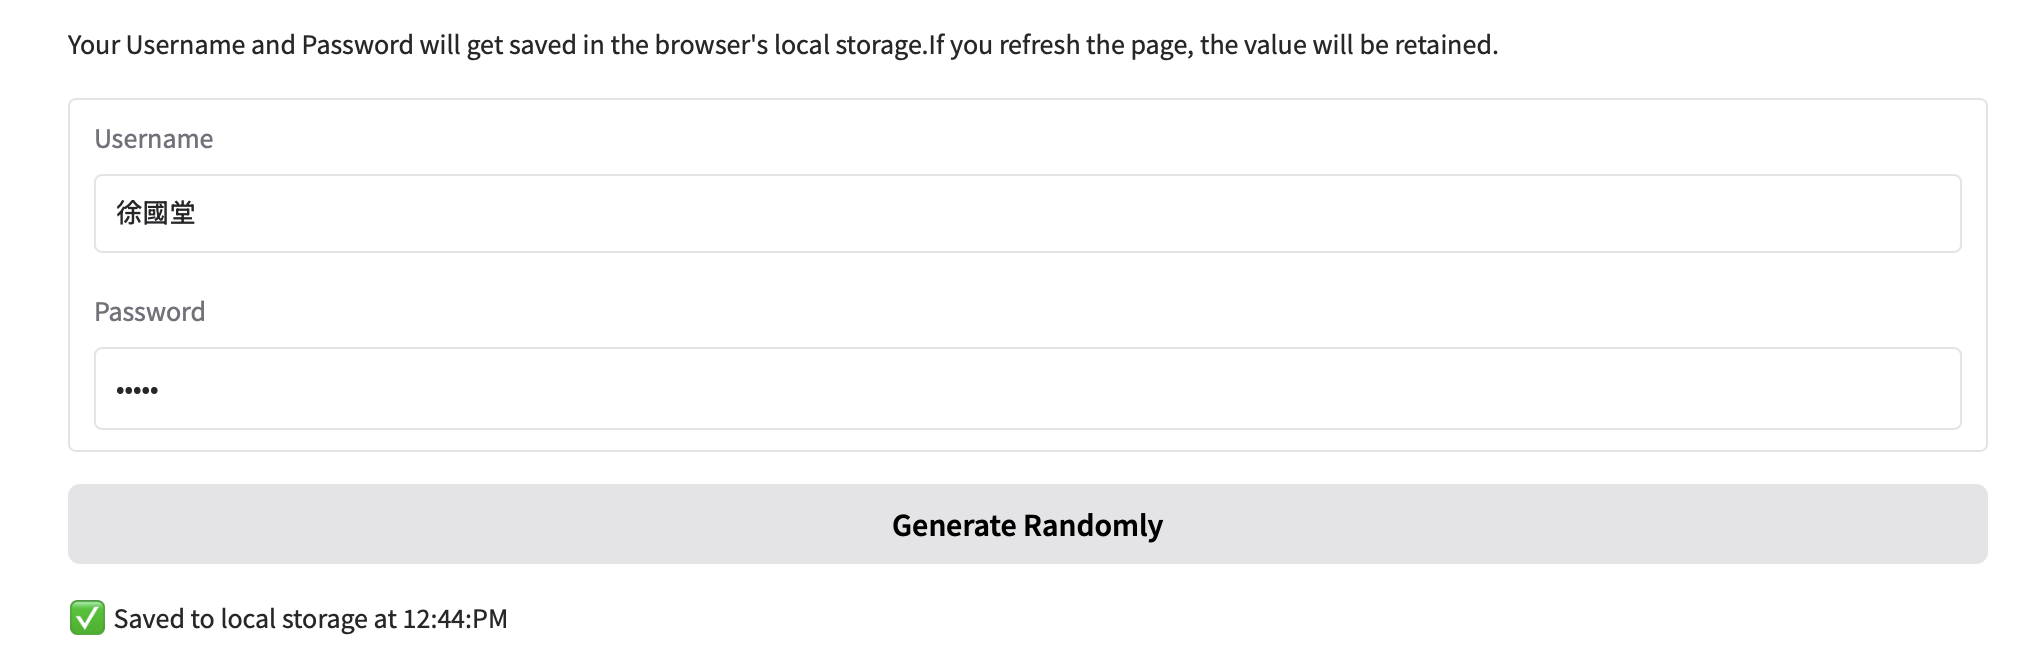 Your Username and Password will get saved in the browser's local storage.If you refresh the page, the value will be retained.
Username
徐國堂
Password
•••••
Generate Randomly
✅ Saved to local storage at 12:44:PM